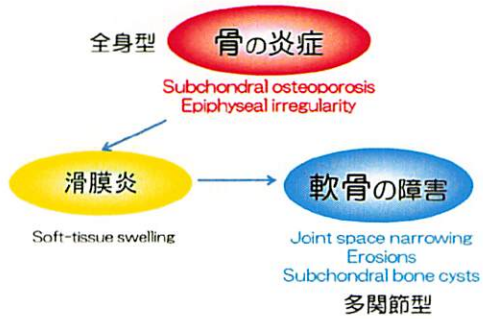 全身型
骨の炎症
Subchondral osteoporosis
Epiphyseal irregularity
滑膜炎
軟骨の障害
Soft-tissue swelling
Joint space narrowing
Erosions
Subchondral bone cysts
多関節型